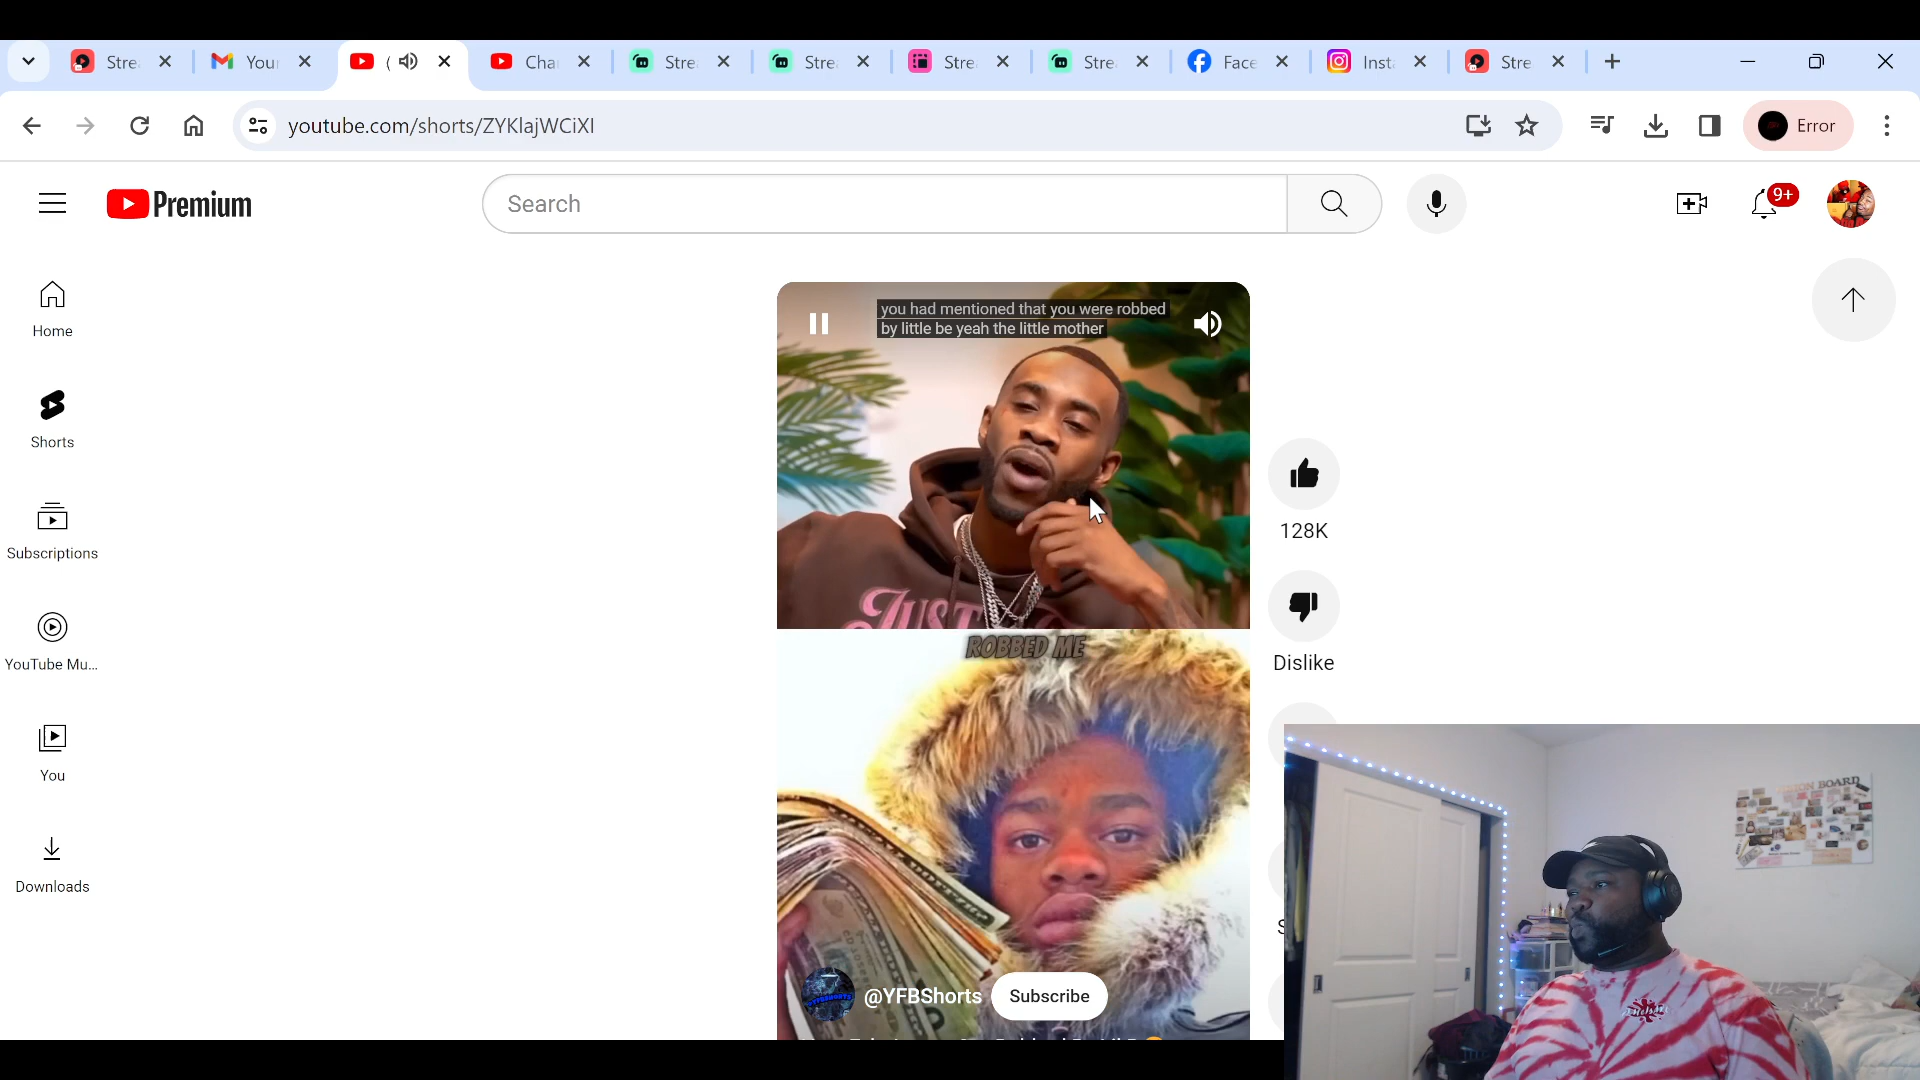 Stre
You
(
Cha
Stre
Stre
Stre
Stre
Face
Inst
Stre
youtube.com/shorts/ZYKlajWCiXI
Error
Premium
Search
9+
Home
Shorts
Subscriptions
YouTube Mu...
You
Downloads
you had mentioned that you were robbed
by little be yeah the little mother
JUST
ROBBED ME
@YFBShorts
Subscribe
128K
Dislike
S
BOARD